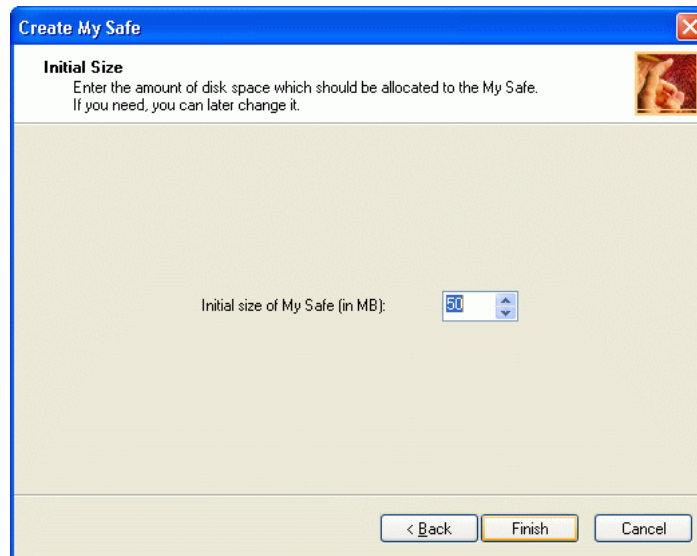 Create My Safe
Initial Size
Enter the amount of disk space which should be allocated to the My Safe.
If you need, you can later change it.
Initial size of My Safe (in MB):
50
< Back
Finish
Cancel